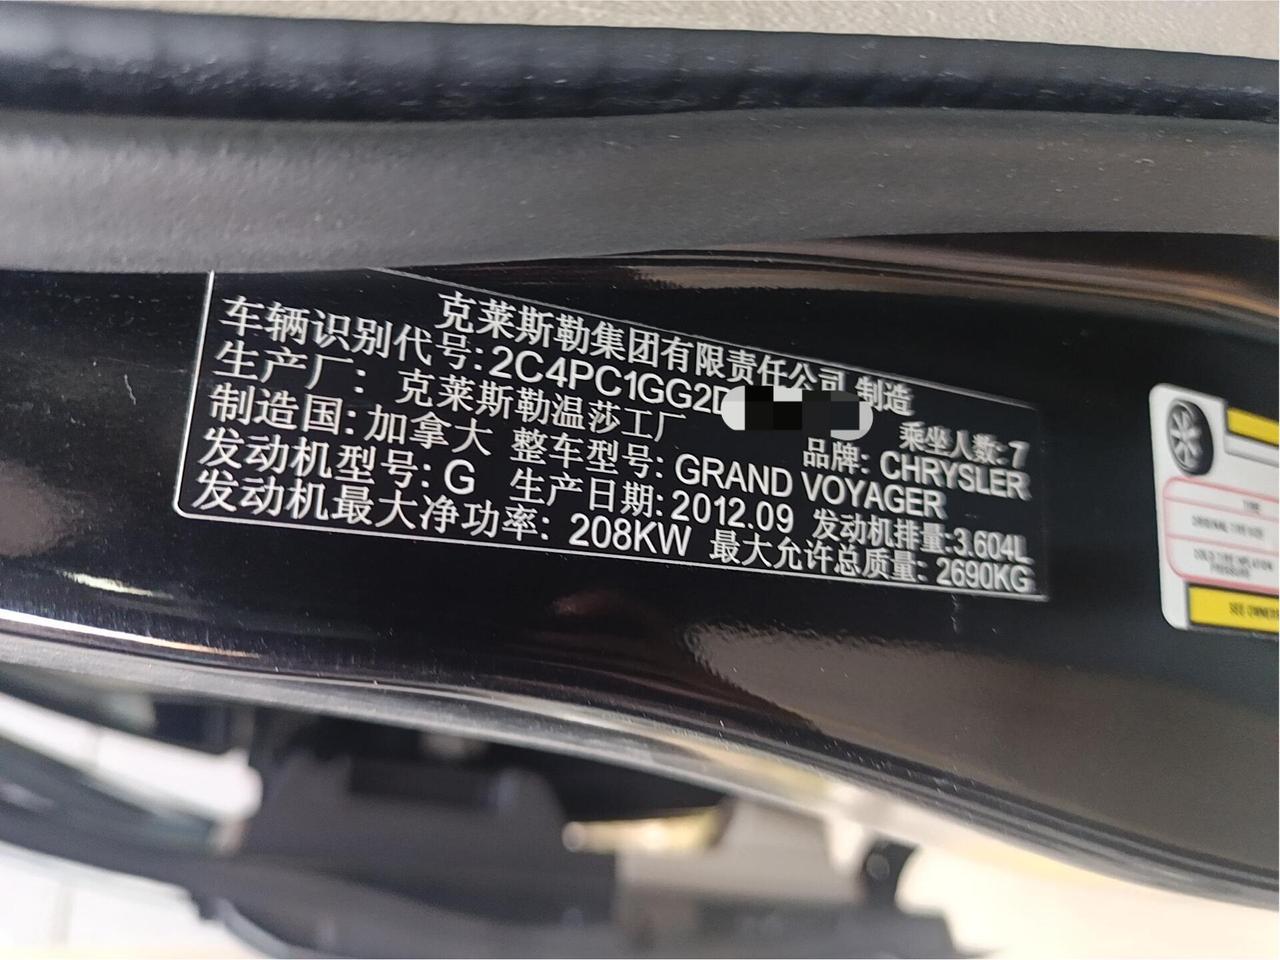 克莱斯勒集团有限责任公司 制造
车辆识别代号: 2C4PC1GG2D
生产厂: 克莱斯勒温莎工厂 乘坐人数: 7
制造国: 加拿大 整车型号: GRAND VOYAGER 品牌: CHRYSLER
发动机型号: G 生产日期: 2012.09 发动机排量: 3.604L
发动机最大净功率: 208KW 最大允许总质量: 2690KG
SEE OWNERS